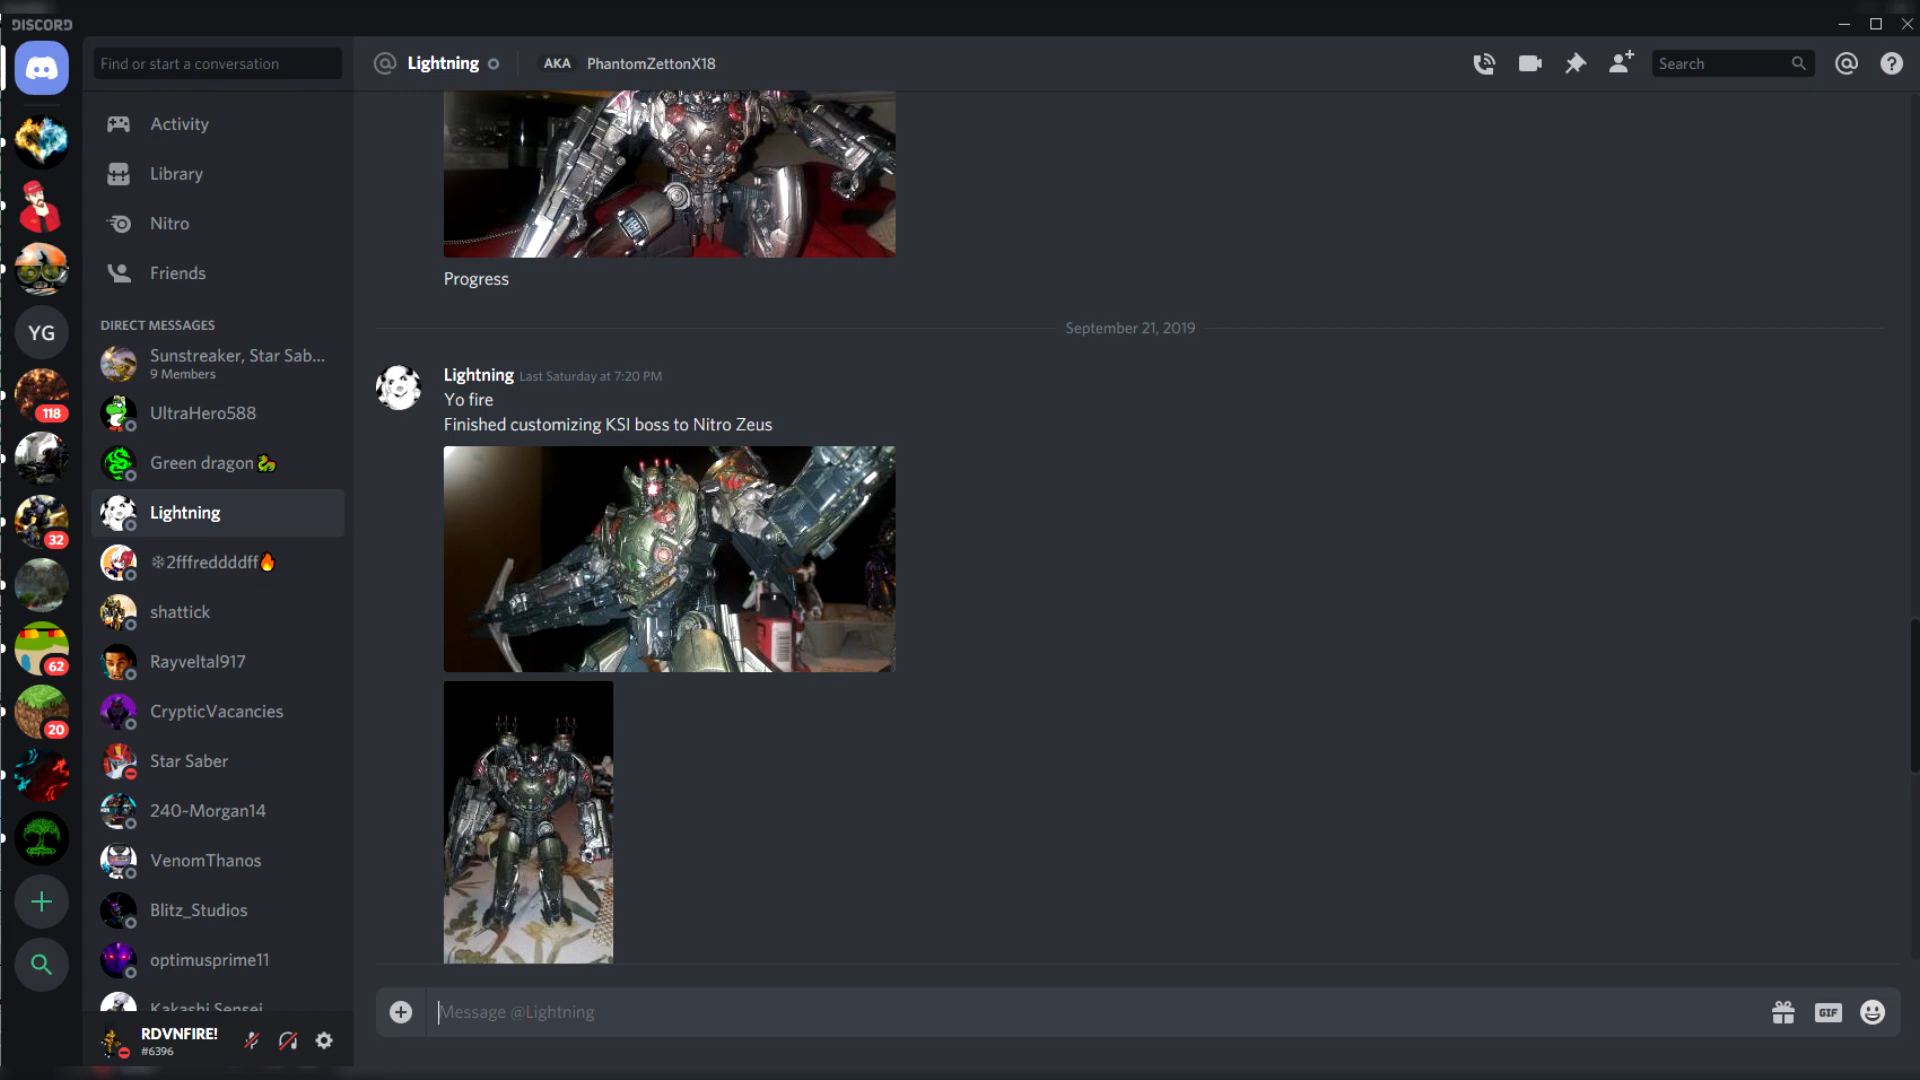 DISCORD
Find or start a conversation
Lightning
AKA
PhantomZettonX18
Search
Activity
Library
Nitro
Friends
DIRECT MESSAGES
Sunstreaker, Star Sab...
9 Members
UltraHero588
Green dragon🐉
Lightning
❄2fffreddddff🔥
shattick
Rayveltal917
CrypticVacancies
Star Saber
240-Morgan14
VenomThanos
Blitz_Studios
optimusprime11
Kakashi Sensei
RDVNFIRE!
#6396
YG
118
32
62
20
Progress
September 21, 2019
Lightning Last Saturday at 7:20 PM
Yo fire
Finished customizing KSI boss to Nitro Zeus
Message @Lightning
GIF